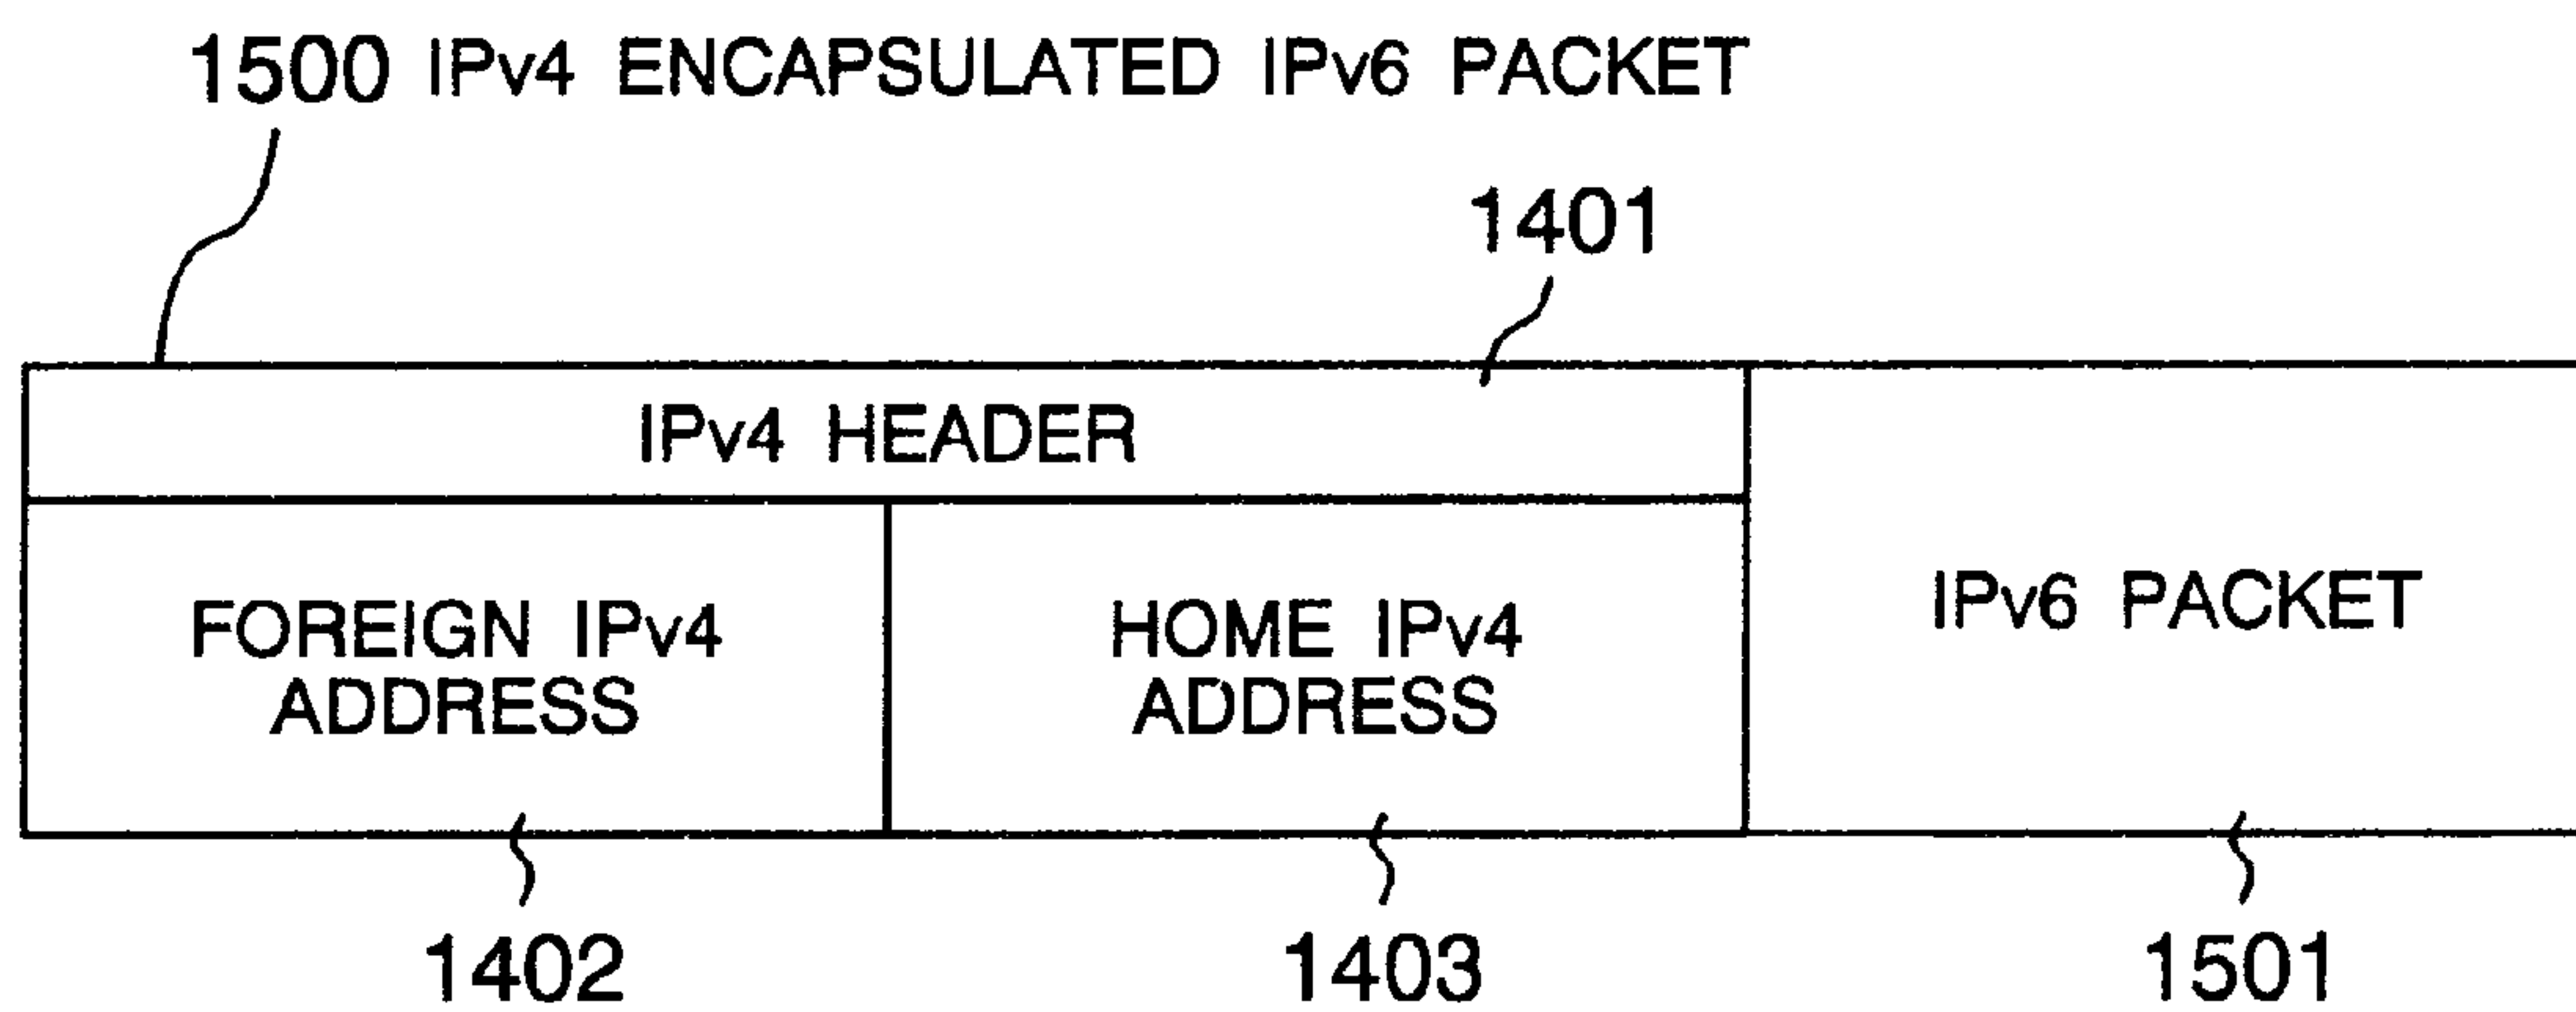 1500 IPv4 ENCAPSULATED IPv6 PACKET
1401
IPv4 HEADER
FOREIGN IPv4
ADDRESS
HOME IPv4
ADDRESS
IPv6 PACKET
1402
1403
1501